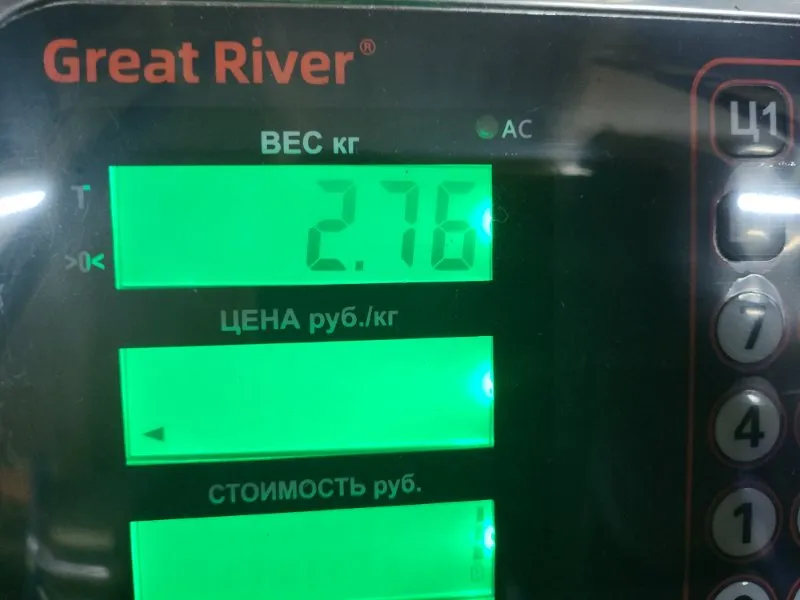 Great River®
ВЕС кг
AC
Ц1
T
2.76
>0<
ЦЕНА руб./кг
7
4
СТОИМОСТЬ руб.
1